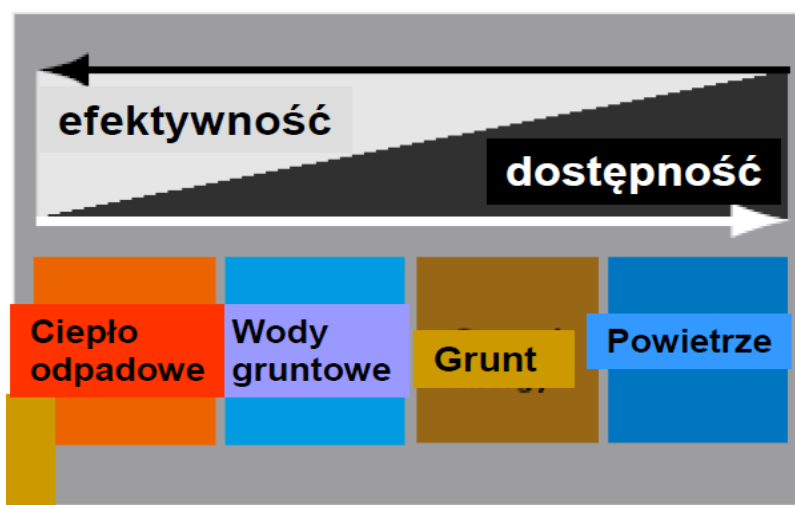 efektywność
dostępność
Ciepło
odpadowe
Wody
gruntowe
Grunt
Powietrze